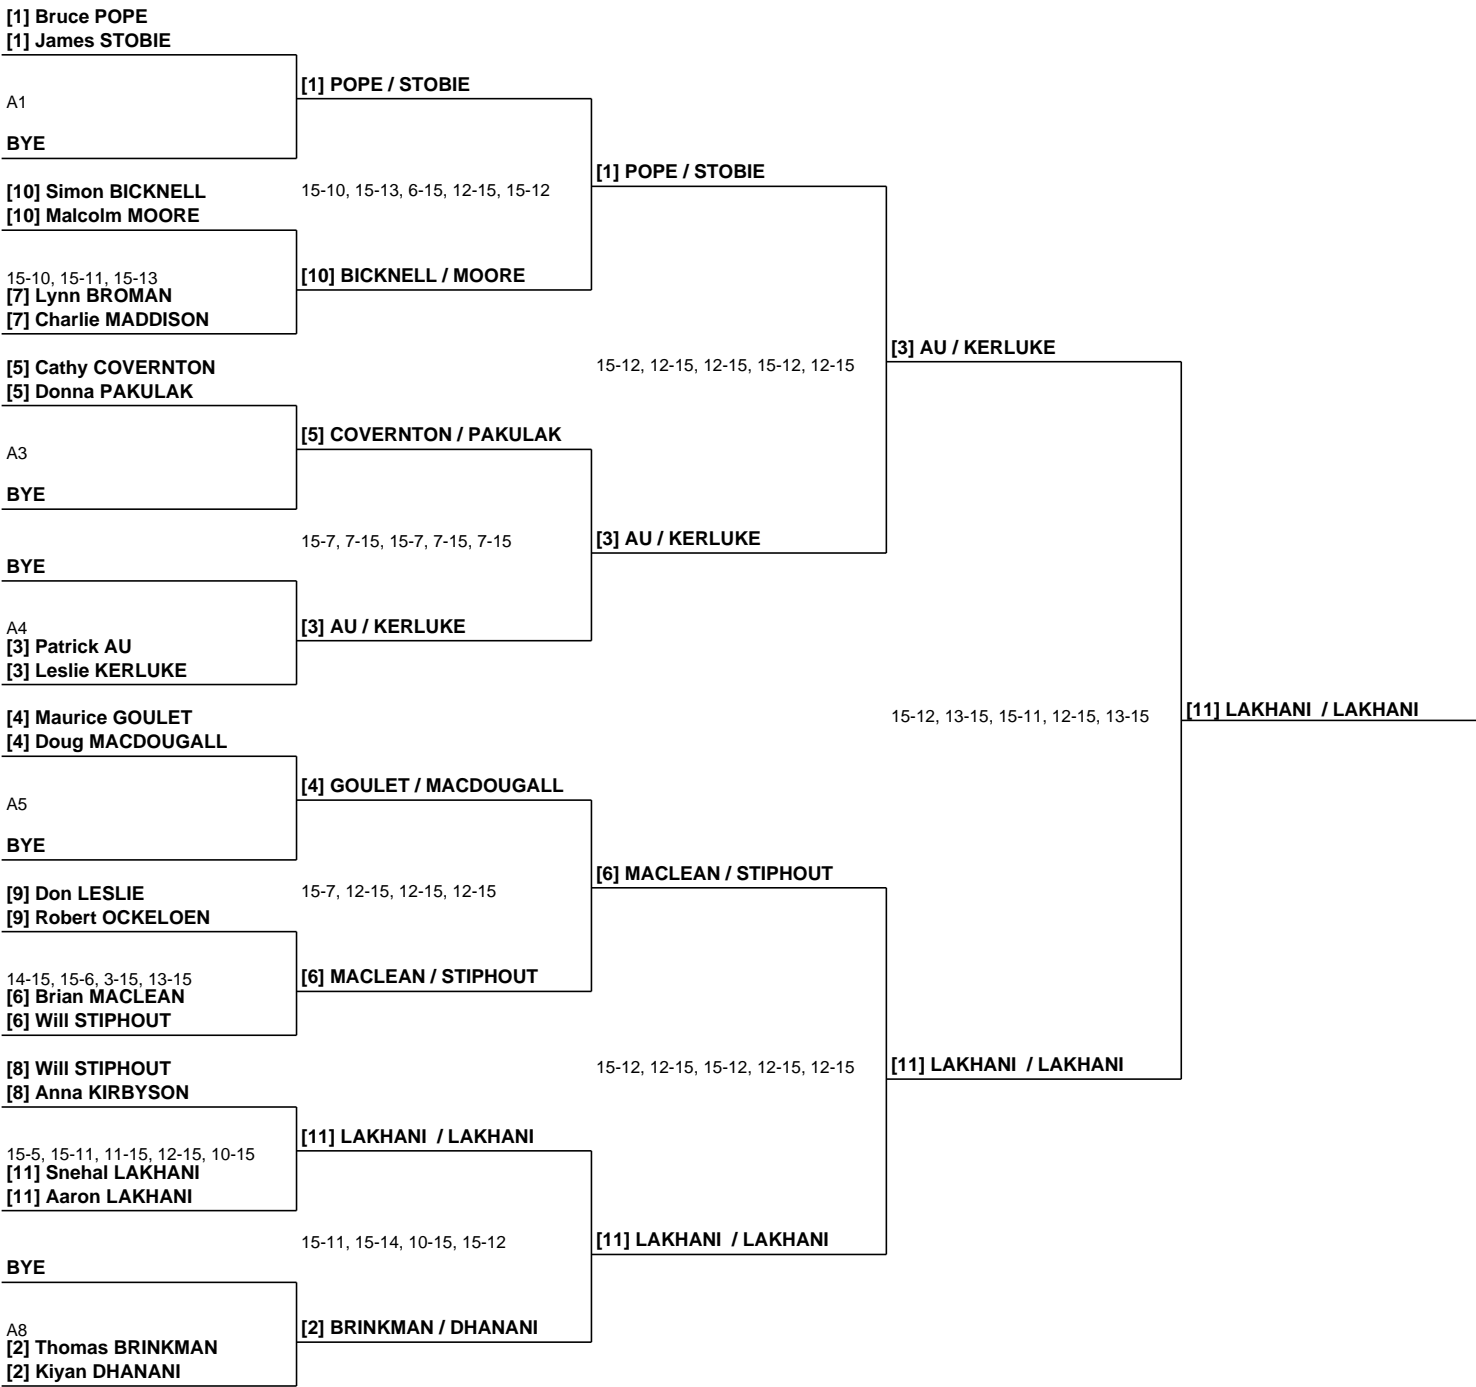 [1] Bruce POPE
[1] James STOBIE
[1] POPE / STOBIE
A1
BYE
[1] POPE / STOBIE
[10] Simon BICKNELL
15-10, 15-13, 6-15, 12-15, 15-12
[10] Malcolm MOORE
15-10, 15-11, 15-13
[10] BICKNELL / MOORE
[7] Lynn BROMAN
[7] Charlie MADDISON
[3] AU / KERLUKE
[5] Cathy COVERNTON
15-12, 12-15, 12-15, 15-12, 12-15
[5] Donna PAKULAK
[5] COVERNTON / PAKULAK
A3
BYE
15-7, 7-15, 15-7, 7-15, 7-15
[3] AU / KERLUKE
BYE
A4
[3] AU / KERLUKE
[3] Patrick AU
[3] Leslie KERLUKE
[4] Maurice GOULET
15-12, 13-15, 15-11, 12-15, 13-15
[11] LAKHANI / LAKHANI
[4] Doug MACDOUGALL
[4] GOULET / MACDOUGALL
A5
BYE
[6] MACLEAN / STIPHOUT
[9] Don LESLIE
15-7, 12-15, 12-15, 12-15
[9] Robert OCKELOEN
14-15, 15-6, 3-15, 13-15
[6] MACLEAN / STIPHOUT
[6] Brian MACLEAN
[6] Will STIPHOUT
[8] Will STIPHOUT
15-12, 12-15, 15-12, 12-15, 12-15
[11] LAKHANI / LAKHANI
[8] Anna KIRBYSON
[11] LAKHANI / LAKHANI
15-5, 15-11, 11-15, 12-15, 10-15
[11] Snehal LAKHANI
[11] Aaron LAKHANI
15-11, 15-14, 10-15, 15-12
[11] LAKHANI / LAKHANI
BYE
A8
[2] BRINKMAN / DHANANI
[2] Thomas BRINKMAN
[2] Kiyan DHANANI